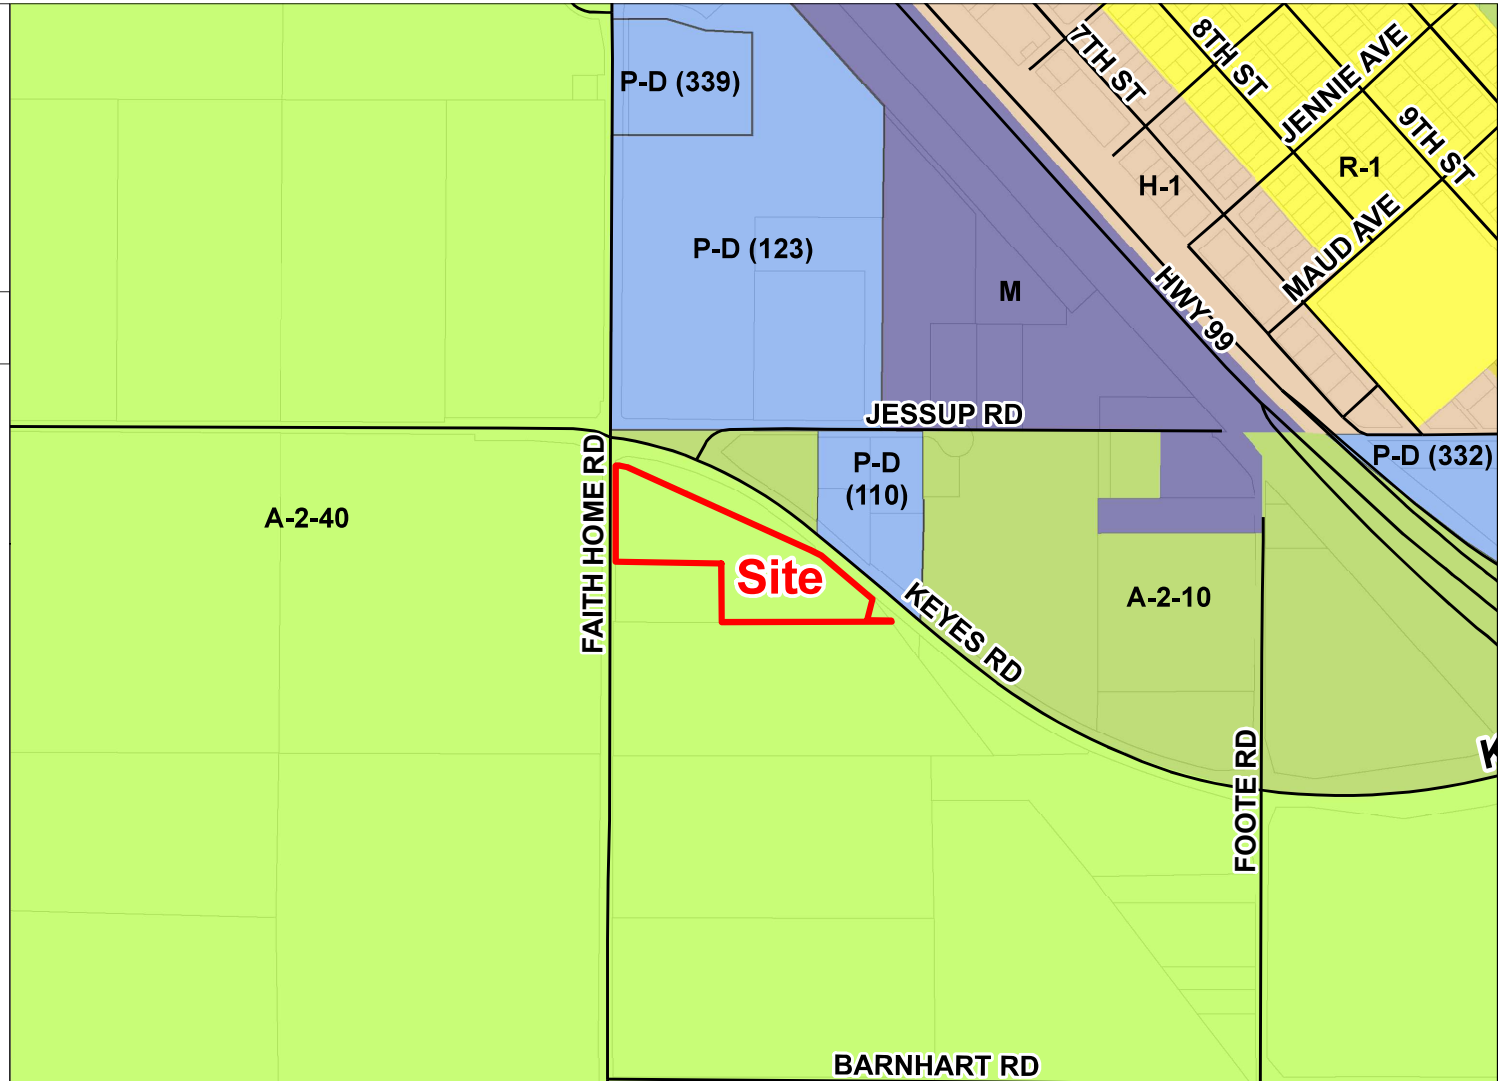 7TH ST
8TH ST
JENNIE AVE
9TH ST
P-D (339)
R-1
H-1
MAUD AVE
P-D (123)
M
HWY 99
JESSUP RD
P-D (332)
P-D
(110)
FAITH HOME RD
A-2-40
Site
A-2-10
KEYES RD
K
FOOTE RD
BARNHART RD